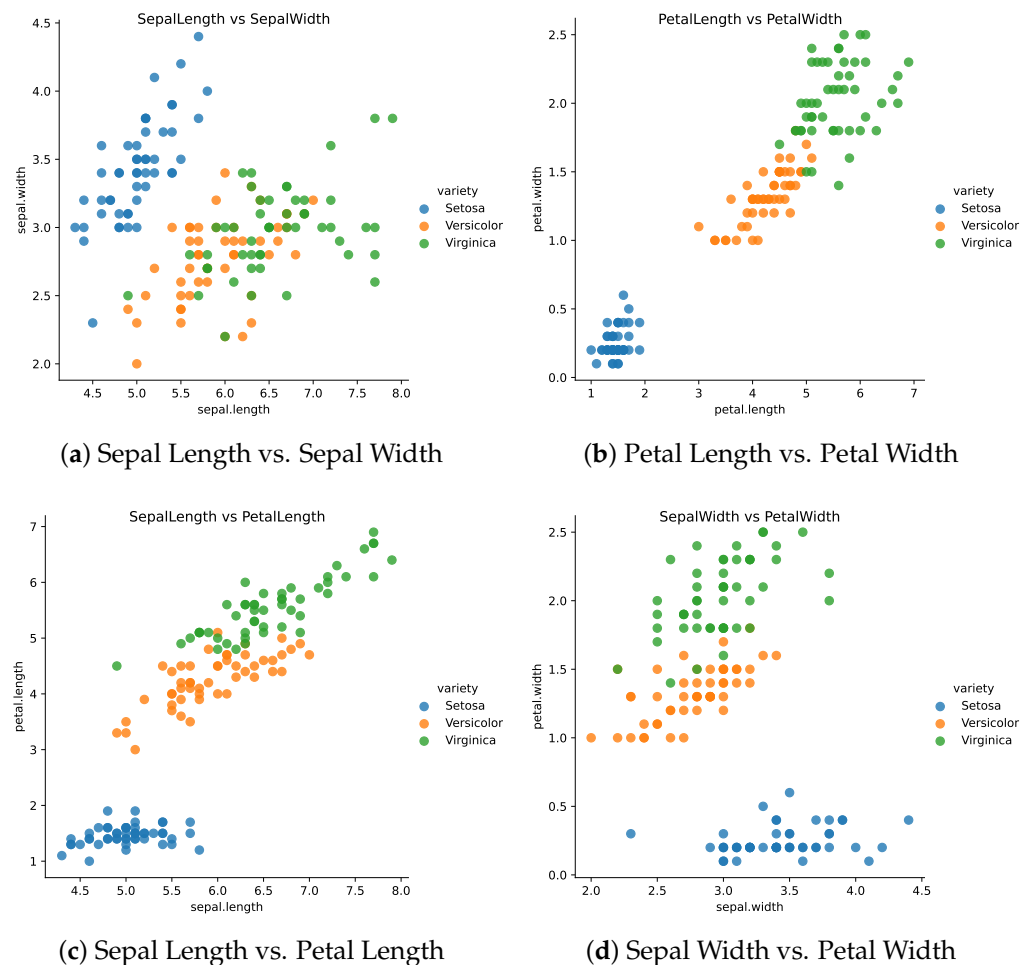 SepalLength vs SepalWidth
4.5
4.0
3.5
3.0
2.5
2.0
sepal.width
4.5 5.0 5.5 6.0 6.5 7.0 7.5 8.0
sepal.length
variety
Setosa
Versicolor
Virginica
(a) Sepal Length vs. Sepal Width
PetalLength vs PetalWidth
2.5
2.0
1.5
1.0
0.5
0.0
petal.width
1 2 3 4 5 6 7
petal.length
variety
Setosa
Versicolor
Virginica
(b) Petal Length vs. Petal Width
SepalLength vs PetalLength
7
6
5
4
3
2
1
petal.length
4.5 5.0 5.5 6.0 6.5 7.0 7.5 8.0
sepal.length
variety
Setosa
Versicolor
Virginica
(c) Sepal Length vs. Petal Length
SepalWidth vs PetalWidth
2.5
2.0
1.5
1.0
0.5
0.0
petal.width
2.0 2.5 3.0 3.5 4.0 4.5
sepal.width
variety
Setosa
Versicolor
Virginica
(d) Sepal Width vs. Petal Width